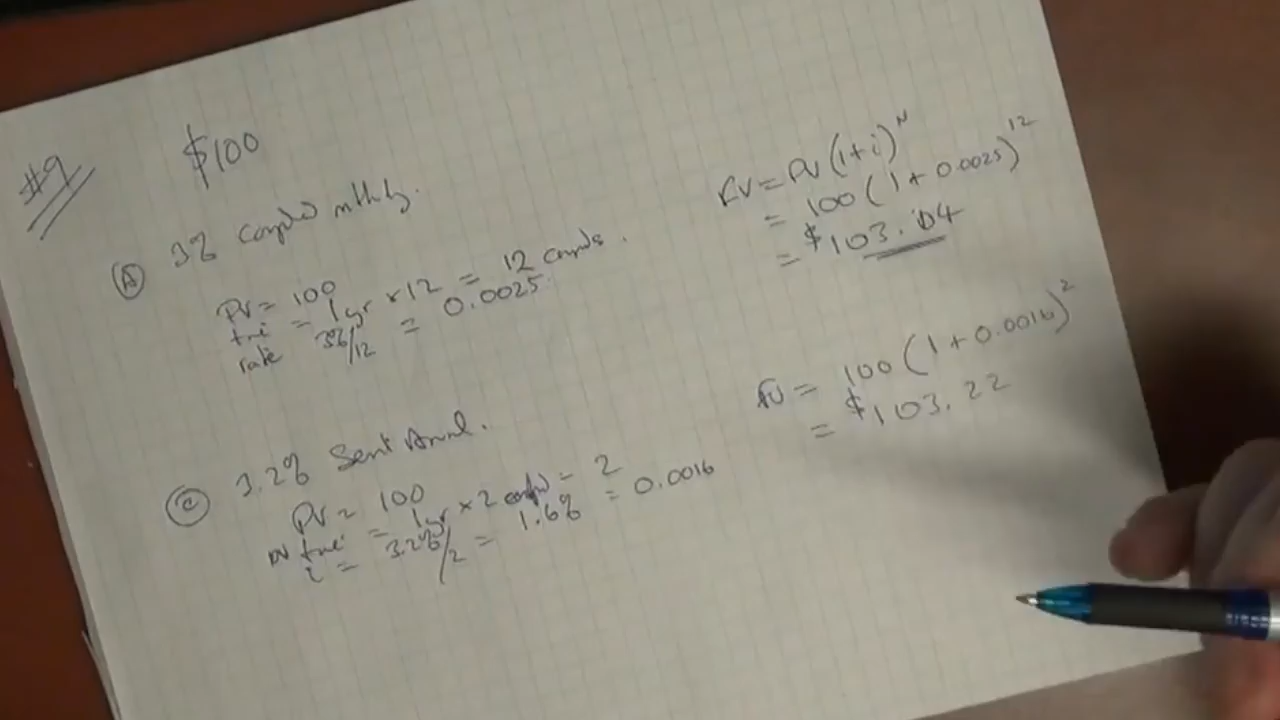 #9
$100
Ⓐ 3% compd mthly.
PV = 100
time = 1yr × 12 = 12 compds.
rate 3%/12 = 0.0025
FV = PV(1+i)^N
= 100(1+0.0025)^12
= $103.04
Ⓒ 3.2% Semi Annul.
PV = 100
N time = 1yr × 2 compd = 2
i = 3.2%/2 = 1.6% = 0.0016
FV = 100(1+0.0016)^2
= $103.22